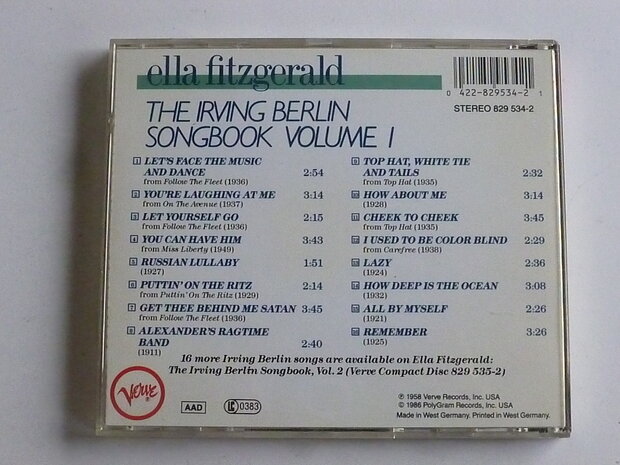 ella fitzgerald
0 422-829534-2 1
STEREO 829 534-2
THE IRVING BERLIN
SONGBOOK VOLUME 1
1 LET'S FACE THE MUSIC
AND DANCE 2:54
from Follow The Fleet (1936)
2 YOU'RE LAUGHING AT ME 3:14
from On The Avenue (1937)
3 LET YOURSELF GO 2:15
from Follow The Fleet (1936)
4 YOU CAN HAVE HIM 3:43
from Miss Liberty (1949)
5 RUSSIAN LULLABY 1:51
(1927)
6 PUTTIN' ON THE RITZ 2:14
from Puttin' On The Ritz (1929)
7 GET THEE BEHIND ME SATAN 3:45
from Follow The Fleet (1936)
8 ALEXANDER'S RAGTIME
BAND 2:40
(1911)
9 TOP HAT, WHITE TIE
AND TAILS 2:32
from Top Hat (1935)
10 HOW ABOUT ME 3:14
(1928)
11 CHEEK TO CHEEK 3:45
from Top Hat (1935)
12 I USED TO BE COLOR BLIND 2:29
from Carefree (1938)
13 LAZY 2:36
(1924)
14 HOW DEEP IS THE OCEAN 3:08
(1932)
15 ALL BY MYSELF 2:26
(1921)
16 REMEMBER 3:26
(1925)
16 more Irving Berlin songs are available on Ella Fitzgerald:
The Irving Berlin Songbook, Vol. 2 (Verve Compact Disc 829 535-2)
Verve
AAD
LC 0383
℗ 1958 Verve Records, Inc. USA
© 1986 PolyGram Records, Inc. USA
Made in West Germany. Printed in West Germany.